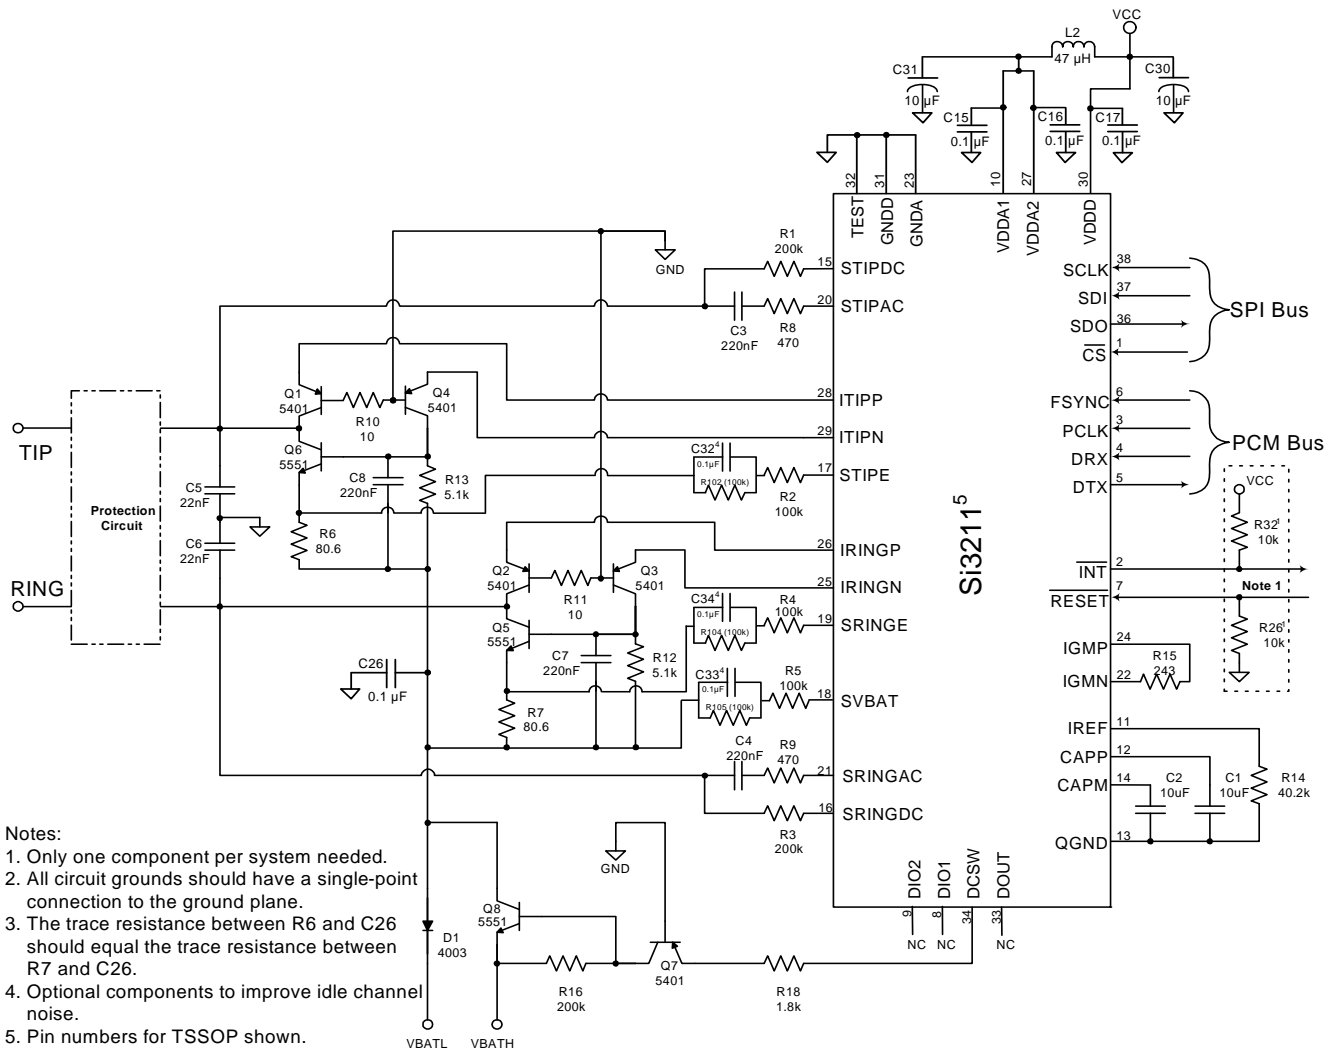 VCC
L2
47 µH
C31
10 µF
C30
10 µF
C15
0.1 µF
C16
0.1 µF
C17
0.1 µF
32
31
23
10
27
30
TEST
GNDD
GNDA
VDDA1
VDDA2
VDDD
GND
R1
200k
15
STIPDC
20
STIPAC
C3
220nF
R8
470
SCLK
38
SDI
37
SDO
36
CS
1
SPI Bus
Q1
5401
R10
10
Q4
5401
28
ITIPP
29
ITIPN
FSYNC
6
PCLK
3
DRX
4
DTX
5
PCM Bus
TIP
Q6
5551
C8
220nF
R13
5.1k
C32⁴
0.1µF
R102 (100k)
R2
100k
17
STIPE
VCC
R32¹
10k
C5
22nF
Protection
Circuit
C6
22nF
R6
80.6
Si3211⁵
26
IRINGP
25
IRINGN
INT
2
RESET
7
Note 1
RING
Q2
5401
R11
10
Q3
5401
C34⁴
0.1µF
R104 (100k)
R4
100k
19
SRINGE
R26¹
10k
Q5
5551
C7
220nF
R12
5.1k
IGMP
24
IGMN
22
R15
243
C26
0.1 µF
C33⁴
0.1µF
R105 (100k)
R5
100k
18
SVBAT
R7
80.6
IREF
11
CAPP
12
CAPM
14
QGND
13
C2
10uF
C1
10uF
R14
40.2k
C4
220nF
R9
470
21
SRINGAC
16
SRINGDC
R3
200k
GND
DIO2
DIO1
DCSW
DOUT
9
8
34
33
NC
NC
NC
Q8
5551
D1
4003
R16
200k
Q7
5401
R18
1.8k
VBATL
VBATH
Notes:
1. Only one component per system needed.
2. All circuit grounds should have a single-point
connection to the ground plane.
3. The trace resistance between R6 and C26
should equal the trace resistance between
R7 and C26.
4. Optional components to improve idle channel
noise.
5. Pin numbers for TSSOP shown.